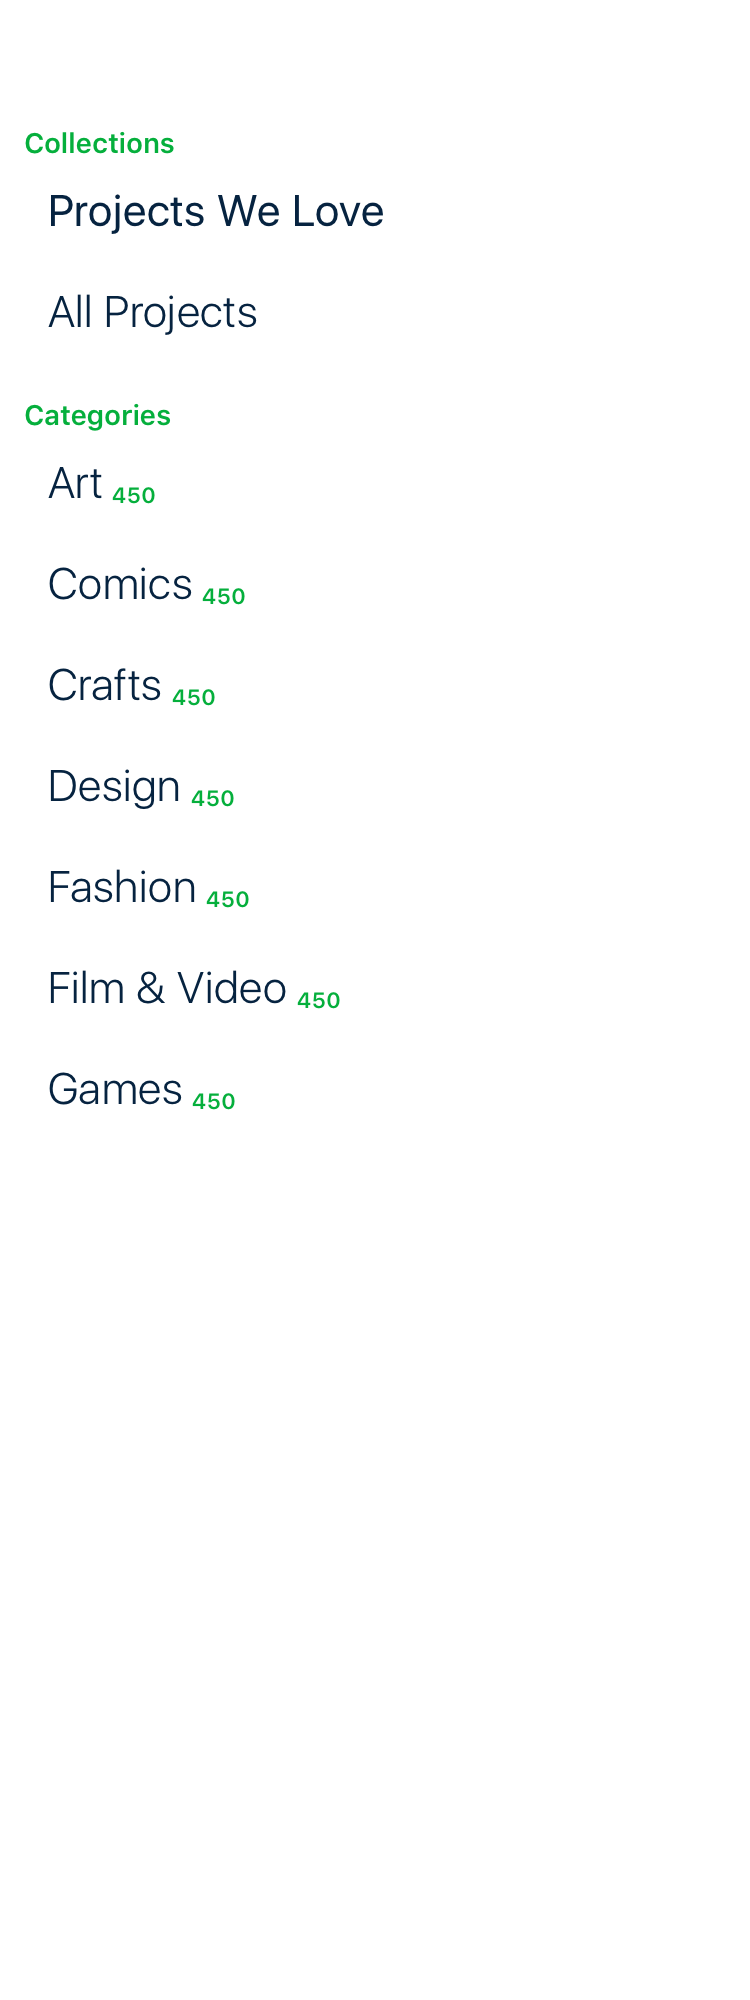 Collections
Projects We Love
All Projects
Categories
Art 450
Comics 450
Crafts 450
Design 450
Fashion 450
Film & Video 450
Games 450